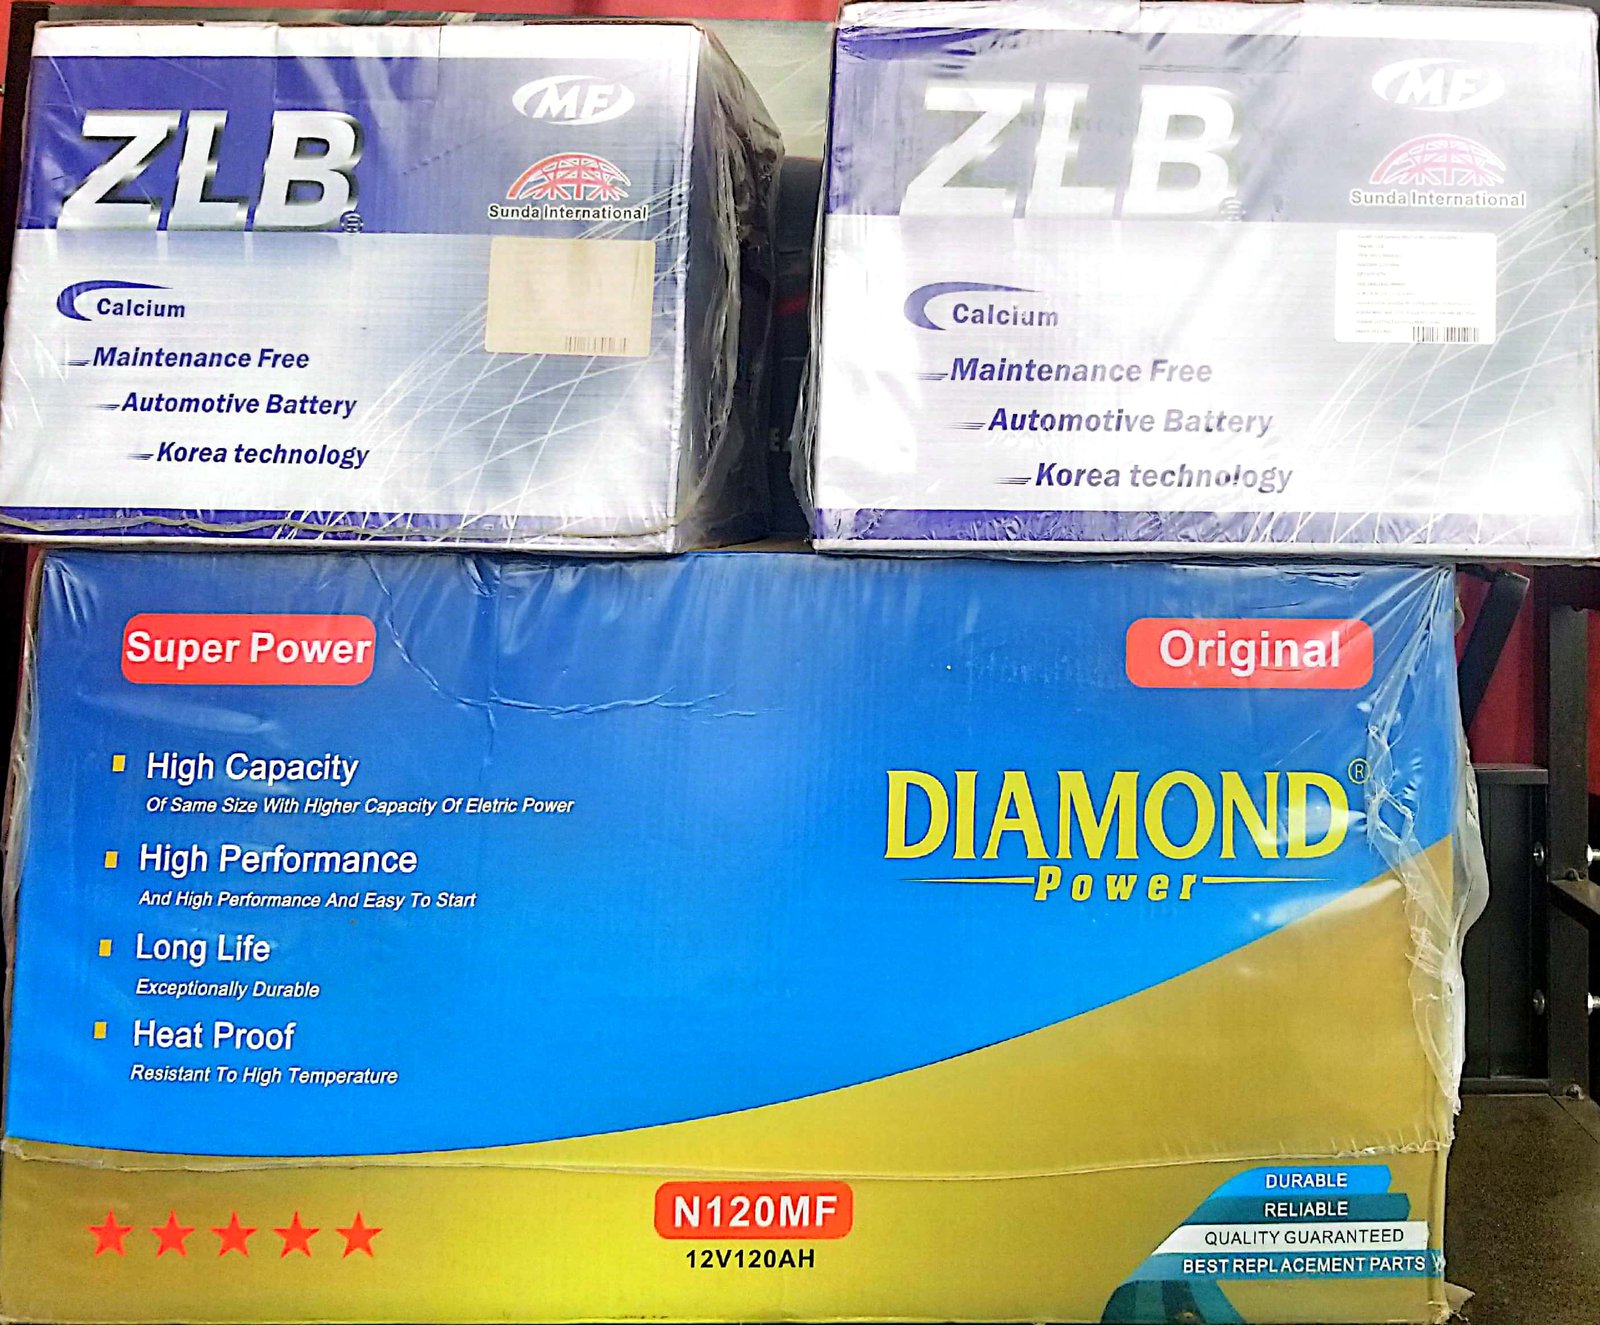 ZLB
®
MF
Sunda International
Calcium
Maintenance Free
Automotive Battery
Korea technology
ZLB
®
MF
Sunda International
Calcium
Maintenance Free
Automotive Battery
Korea technology
Super Power
Original
High Capacity
Of Same Size With Higher Capacity Of Eletric Power
High Performance
And High Performance And Easy To Start
Long Life
Exceptionally Durable
Heat Proof
Resistant To High Temperature
DIAMOND®
Power
N120MF
12V120AH
DURABLE
RELIABLE
QUALITY GUARANTEED
BEST REPLACEMENT PARTS